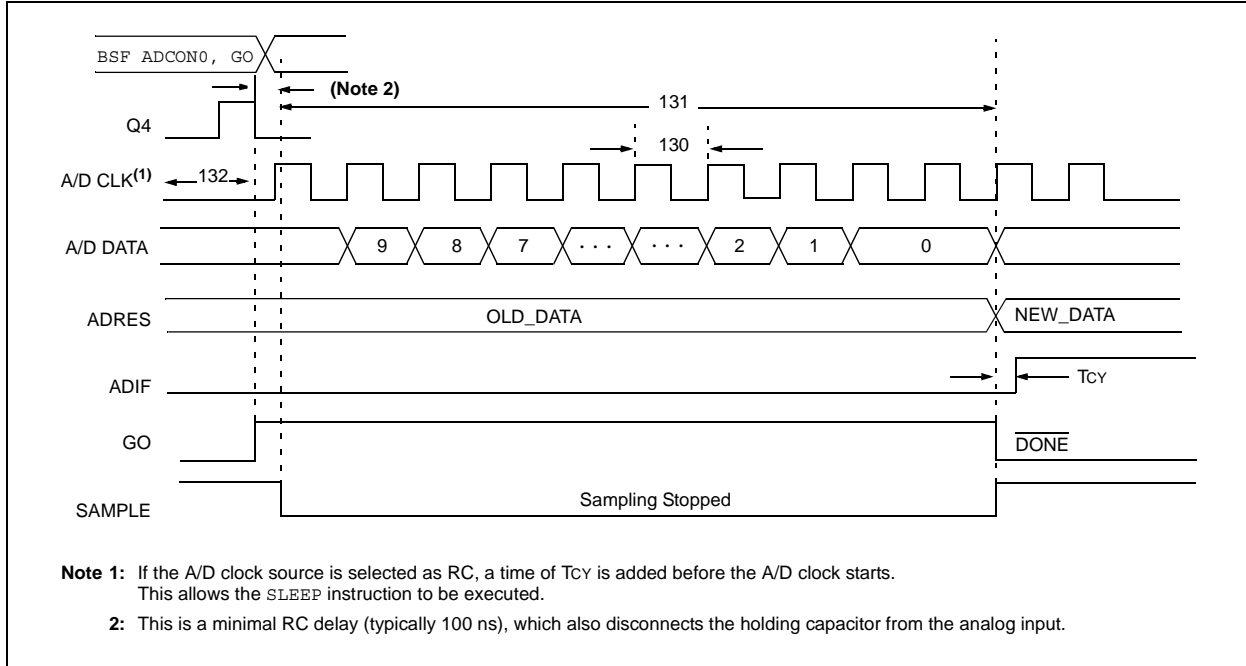 BSF ADCON0, GO
(Note 2)
131
Q4
130
A/D CLK(1)
132
A/D DATA
9 8 7 · · · · · · 2 1 0
ADRES
OLD_DATA
NEW_DATA
ADIF
TCY
GO
DONE
SAMPLE
Sampling Stopped
Note 1: If the A/D clock source is selected as RC, a time of TCY is added before the A/D clock starts.
This allows the SLEEP instruction to be executed.
2: This is a minimal RC delay (typically 100 ns), which also disconnects the holding capacitor from the analog input.